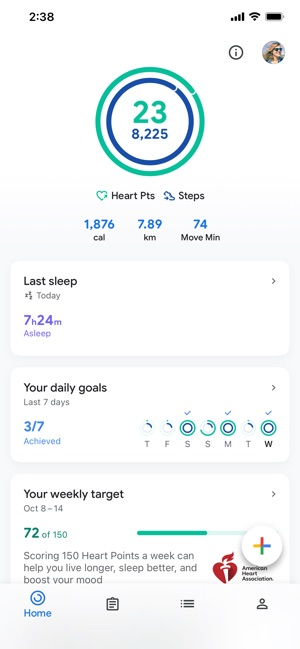 2:38
23
8,225
Heart Pts Steps
1,876 7.89 74
cal km Move Min
Last sleep
Today
7h24m
Asleep
Your daily goals
Last 7 days
3/7
Achieved
T F S S M T W
Your weekly target
Oct 8 – 14
72 of 150
Scoring 150 Heart Points a week can
help you live longer, sleep better, and
boost your mood
American
Heart
Association.
Home